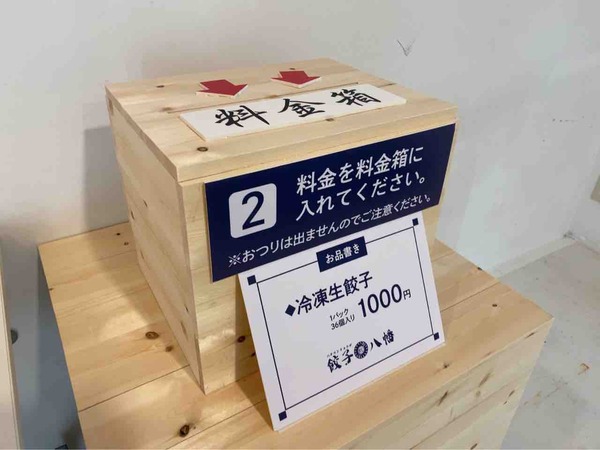 料金箱
2
料金を料金箱に
入れてください。
※おつりは出ませんのでご注意ください。
お品書き
◆冷凍生餃子
1パック
36個入り
1000円
餃子 八幡